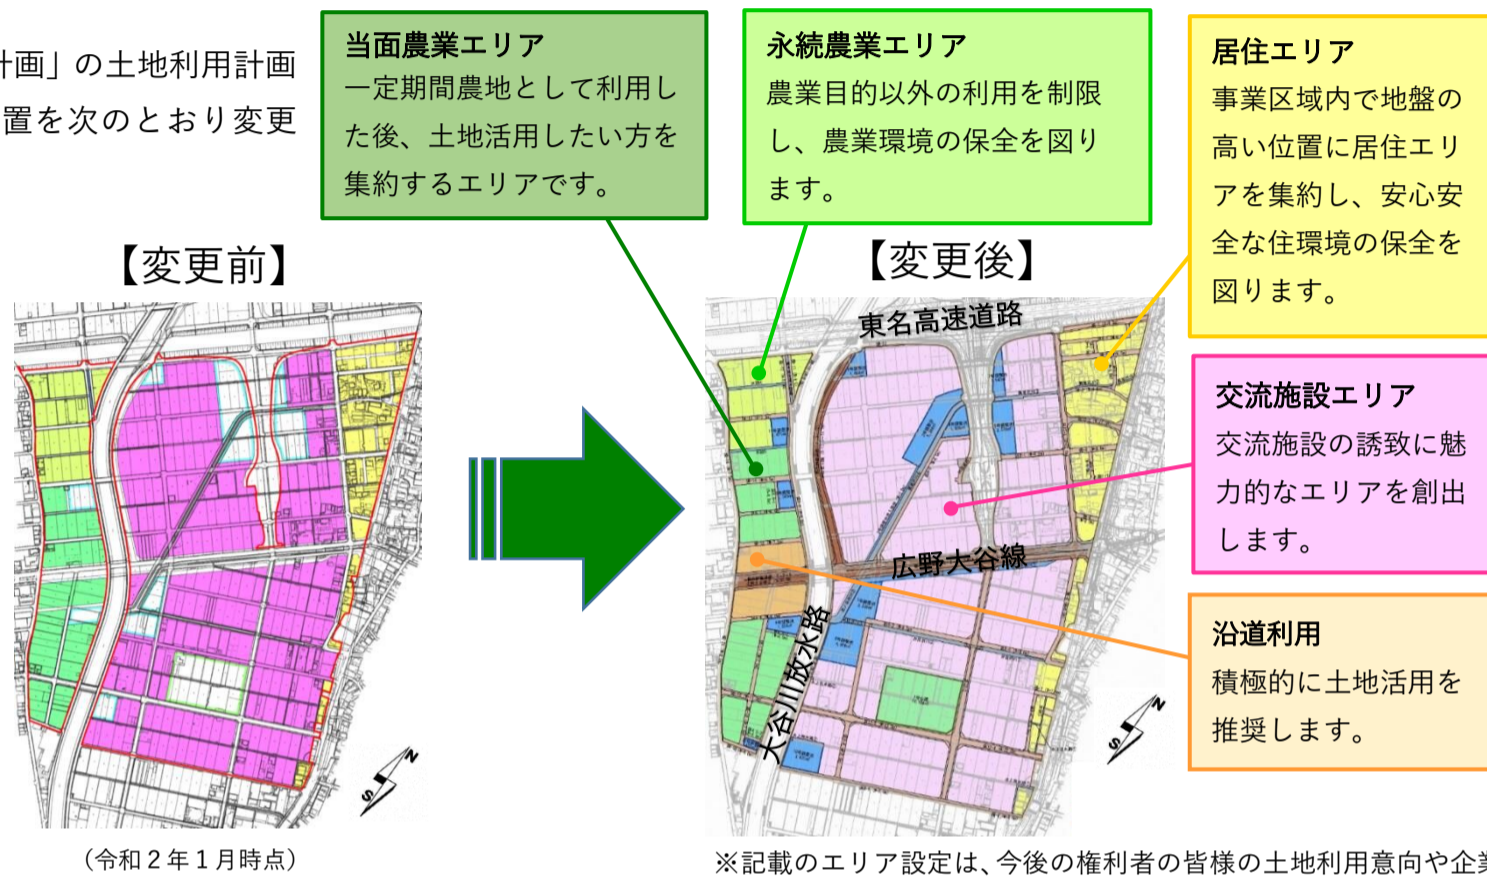 計画」の土地利用計画
置を次のとおり変更
当面農業エリア
一定期間農地として利用し
た後、土地活用したい方を
集約するエリアです。
永続農業エリア
農業目的以外の利用を制限
し、農業環境の保全を図り
ます。
居住エリア
事業区域内で地盤の
高い位置に居住エリ
アを集約し、安心安
全な住環境の保全を
図ります。
【変更前】
【変更後】
東名高速道路
広野大谷線
大谷川放水路
交流施設エリア
交流施設の誘致に魅
力的なエリアを創出
します。
沿道利用
積極的に土地活用を
推奨します。
N
S
N
S
（令和２年１月時点）
※記載のエリア設定は、今後の権利者の皆様の土地利用意向や企業